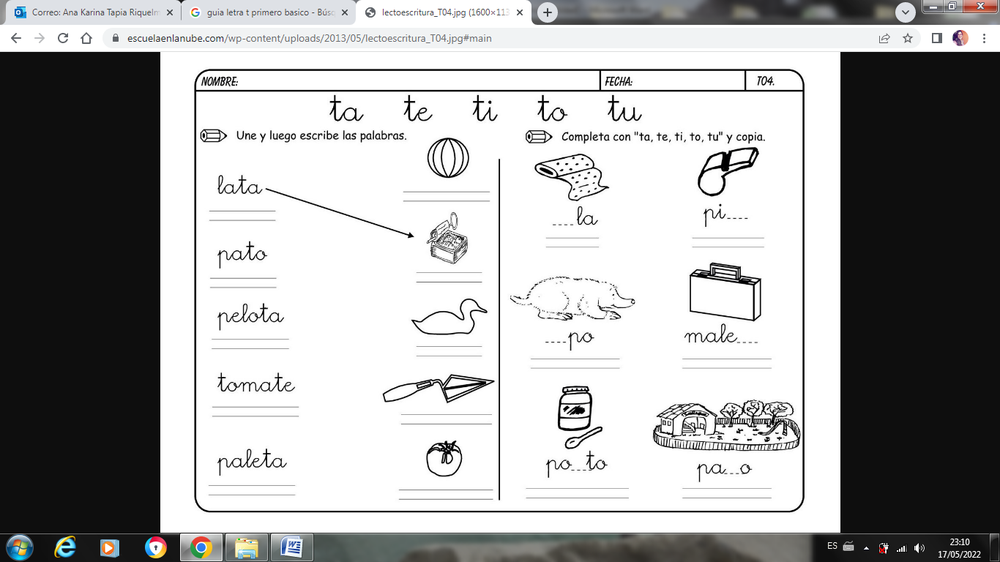 Correo: Ana Karina Tapia Riquelm
guia letra t primero basico - Búsq
lectoescritura_T04.jpg (1600×113
escuelaenlanube.com/wp-content/uploads/2013/05/lectoescritura_T04.jpg#main
NOMBRE: FECHA: TO4.
ta te ti to tu
Une y luego escribe las palabras.
lata
pato
pelota
tomate
paleta
Completa con "ta, te, ti, to, tu" y copia.
....la pi....
....po male....
po...to pa...o
ES 23:10
17/05/2022